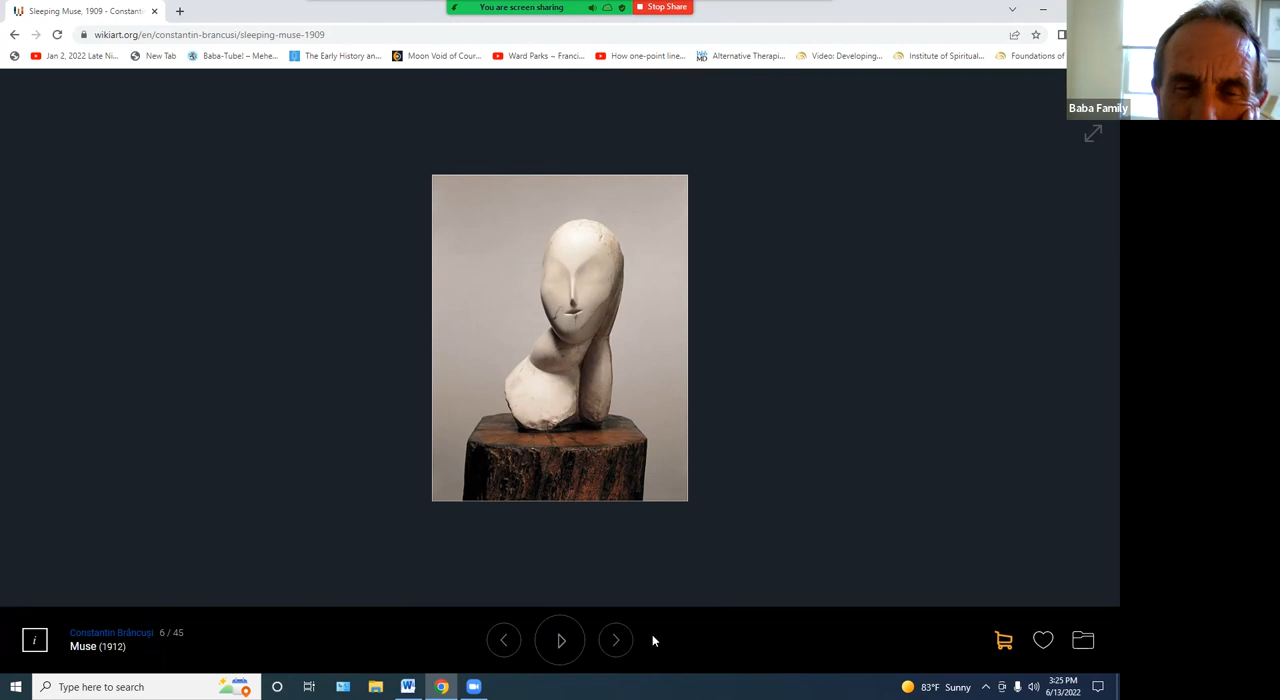 Sleeping Muse, 1909 - Constanti
You are screen sharing
Stop Share
wikiart.org/en/constantin-brancusi/sleeping-muse-1909
Jan 2, 2022 Late Ni... New Tab Baba-Tube! – Mehe... The Early History an... Moon Void of Cour... Ward Parks ~ Franci... How one-point line... Alternative Therapi... Video: Developing... Institute of Spiritual... Foundations of
Baba Family
Constantin Brâncuși 6 / 45
Muse (1912)
Type here to search
83°F Sunny
3:25 PM
6/13/2022